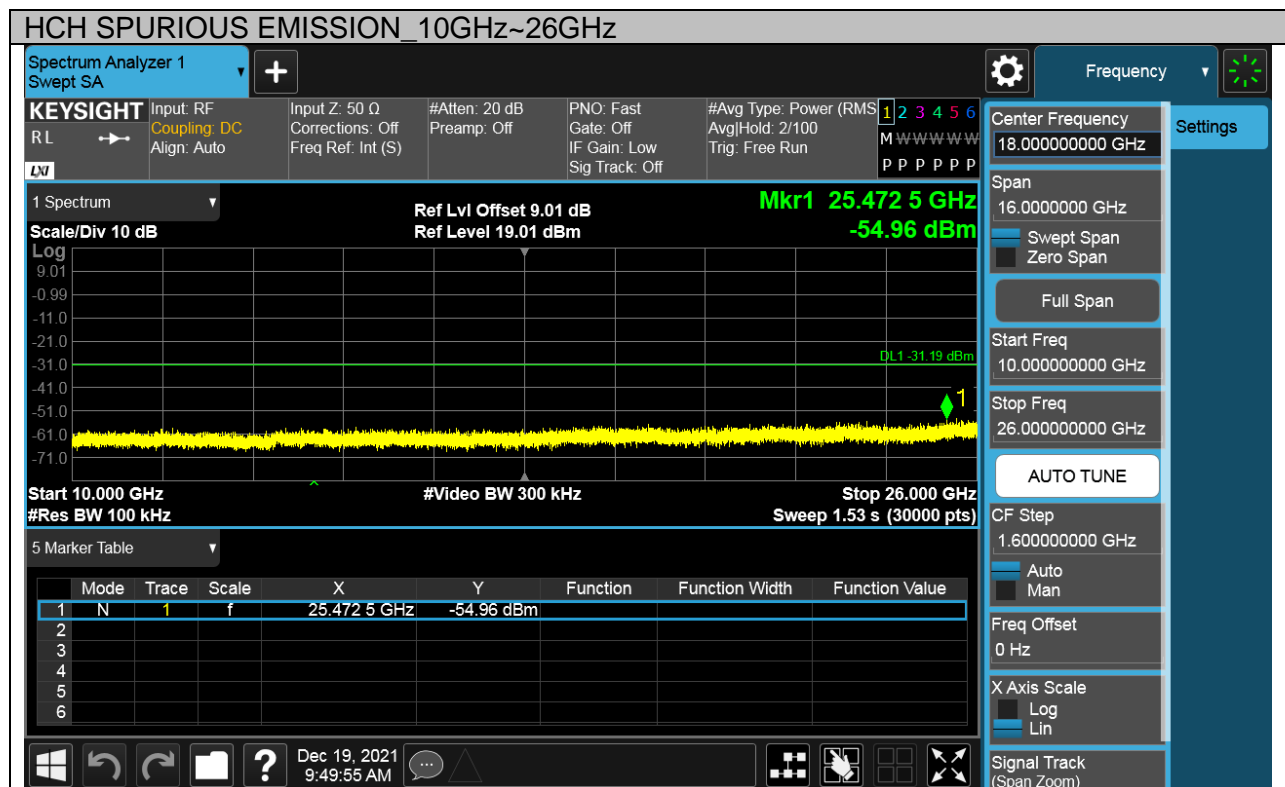 HCH SPURIOUS EMISSION_10GHz~26GHz
Spectrum Analyzer 1
Swept SA
Frequency
KEYSIGHT
RL
LXI
Input: RF
Coupling: DC
Align: Auto
Input Z: 50 Ω
Corrections: Off
Freq Ref: Int (S)
#Atten: 20 dB
Preamp: Off
PNO: Fast
Gate: Off
IF Gain: Low
Sig Track: Off
#Avg Type: Power (RMS
Avg|Hold: 2/100
Trig: Free Run
1 2 3 4 5 6
M W W W W W
P P P P P P
1 Spectrum
Scale/Div 10 dB
Ref Lvl Offset 9.01 dB
Ref Level 19.01 dBm
Mkr1 25.472 5 GHz
-54.96 dBm
Log
9.01
-0.99
-11.0
-21.0
-31.0
-41.0
-51.0
-61.0
-71.0
DL1 -31.19 dBm
1
Start 10.000 GHz
#Res BW 100 kHz
#Video BW 300 kHz
Stop 26.000 GHz
Sweep 1.53 s (30000 pts)
5 Marker Table
Mode Trace Scale X Y Function Function Width Function Value
1 N 1 f 25.472 5 GHz -54.96 dBm
2
3
4
5
6
Dec 19, 2021
9:49:55 AM
Center Frequency
18.000000000 GHz
Settings
Span
16.0000000 GHz
Swept Span
Zero Span
Full Span
Start Freq
10.000000000 GHz
Stop Freq
26.000000000 GHz
AUTO TUNE
CF Step
1.600000000 GHz
Auto
Man
Freq Offset
0 Hz
X Axis Scale
Log
Lin
Signal Track
(Span Zoom)